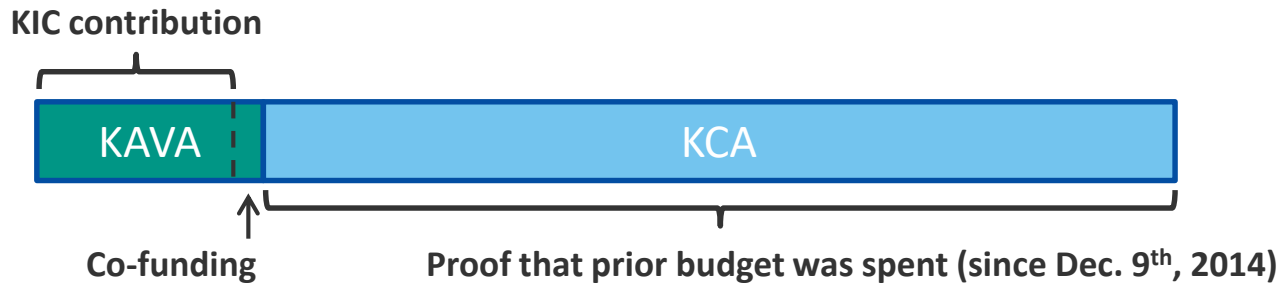 KIC contribution
KAVA KCA
Co-funding Proof that prior budget was spent (since Dec. 9th, 2014)